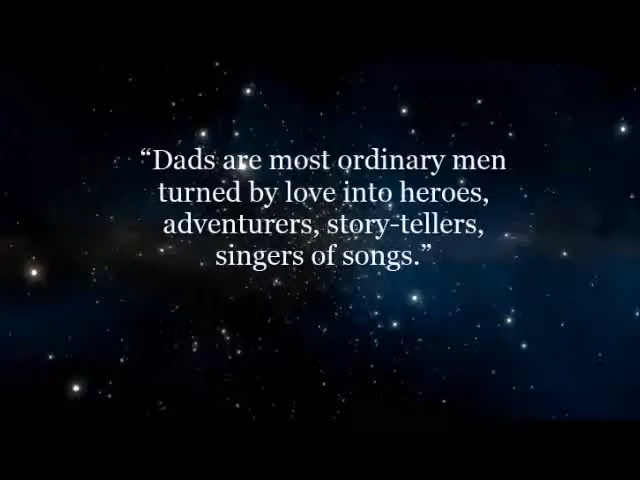 “Dads are most ordinary men
turned by love into heroes,
adventurers, story-tellers,
singers of songs.”